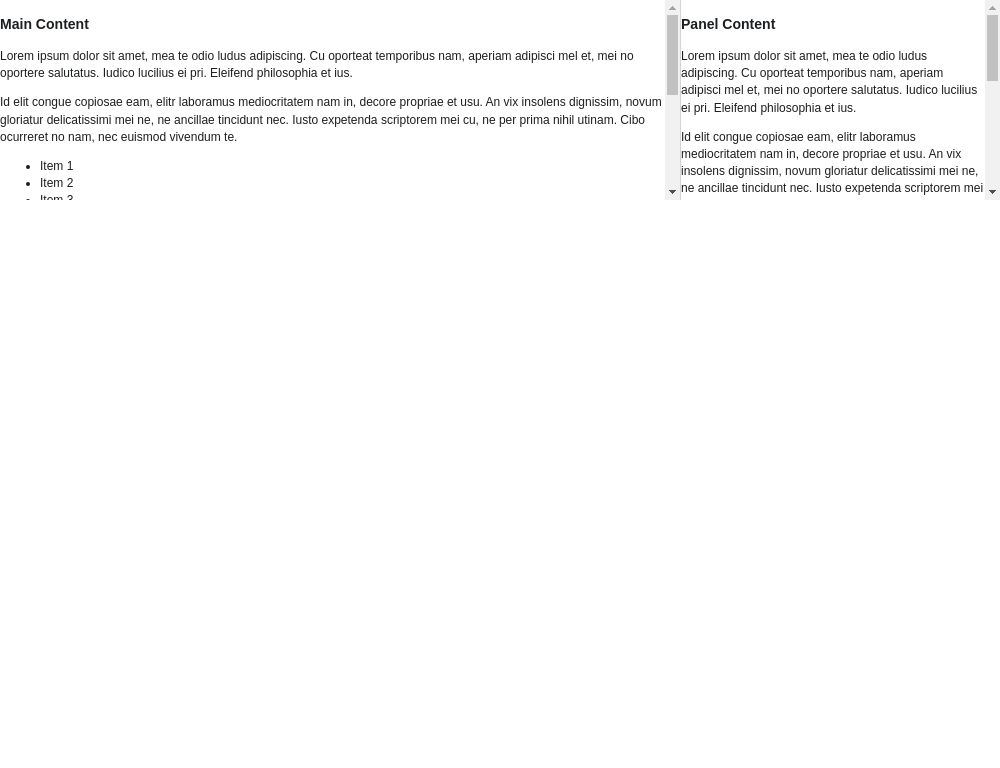 Main Content
Lorem ipsum dolor sit amet, mea te odio ludus adipiscing. Cu oporteat temporibus nam, aperiam adipisci mel et, mei no
oportere salutatus. Iudico lucilius ei pri. Eleifend philosophia et ius.
Id elit congue copiosae eam, elitr laboramus mediocritatem nam in, decore propriae et usu. An vix insolens dignissim, novum
gloriatur delicatissimi mei ne, ne ancillae tincidunt nec. Iusto expetenda scriptorem mei cu, ne per prima nihil utinam. Cibo
ocurreret no nam, nec euismod vivendum te.
• Item 1
• Item 2
• Item 3
Panel Content
Lorem ipsum dolor sit amet, mea te odio ludus
adipiscing. Cu oporteat temporibus nam, aperiam
adipisci mel et, mei no oportere salutatus. Iudico lucilius
ei pri. Eleifend philosophia et ius.
Id elit congue copiosae eam, elitr laboramus
mediocritatem nam in, decore propriae et usu. An vix
insolens dignissim, novum gloriatur delicatissimi mei ne,
ne ancillae tincidunt nec. Iusto expetenda scriptorem mei